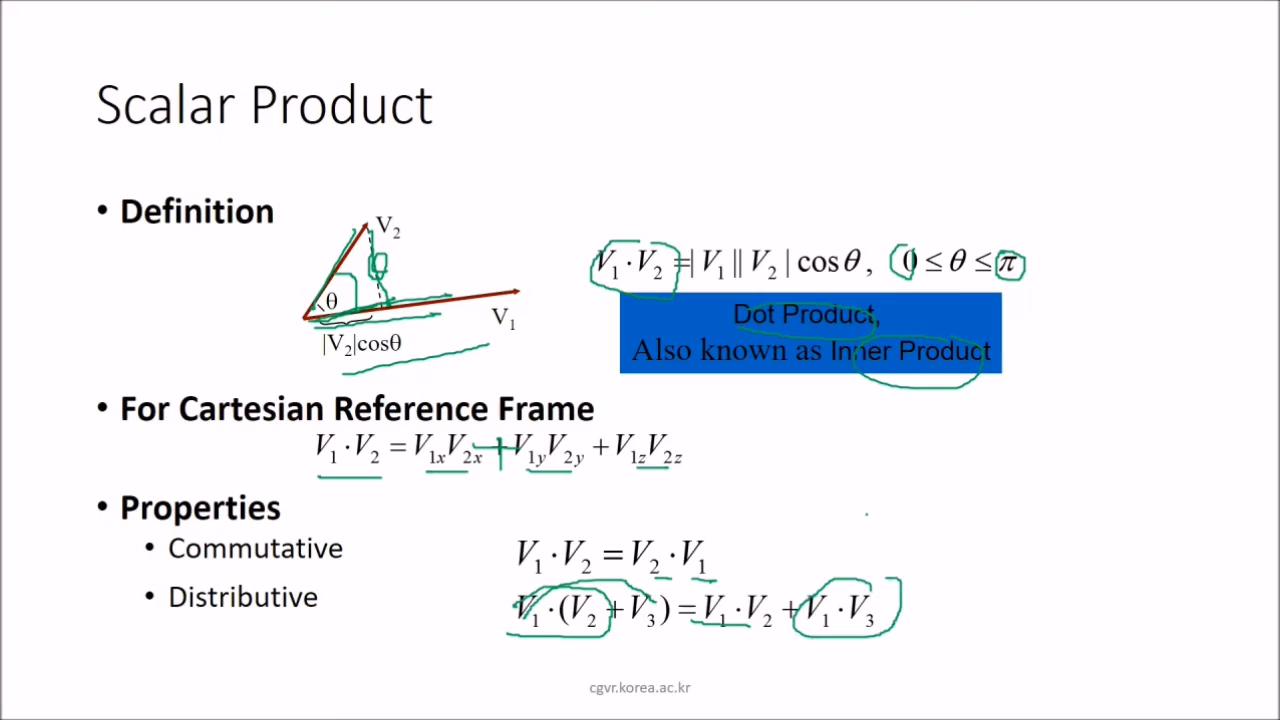 Scalar Product
• Definition
V₂
θ
V₁
|V₂|cosθ
V₁ · V₂ = | V₁ || V₂ | cos θ , 0 ≤ θ ≤ π
Dot Product,
Also known as Inner Product
• For Cartesian Reference Frame
V₁ · V₂ = V₁ₓV₂ₓ + V₁yV₂y + V₁zV₂z
• Properties
• Commutative
V₁ · V₂ = V₂ · V₁
• Distributive
V₁ · (V₂ + V₃) = V₁ · V₂ + V₁ · V₃
cgvr.korea.ac.kr